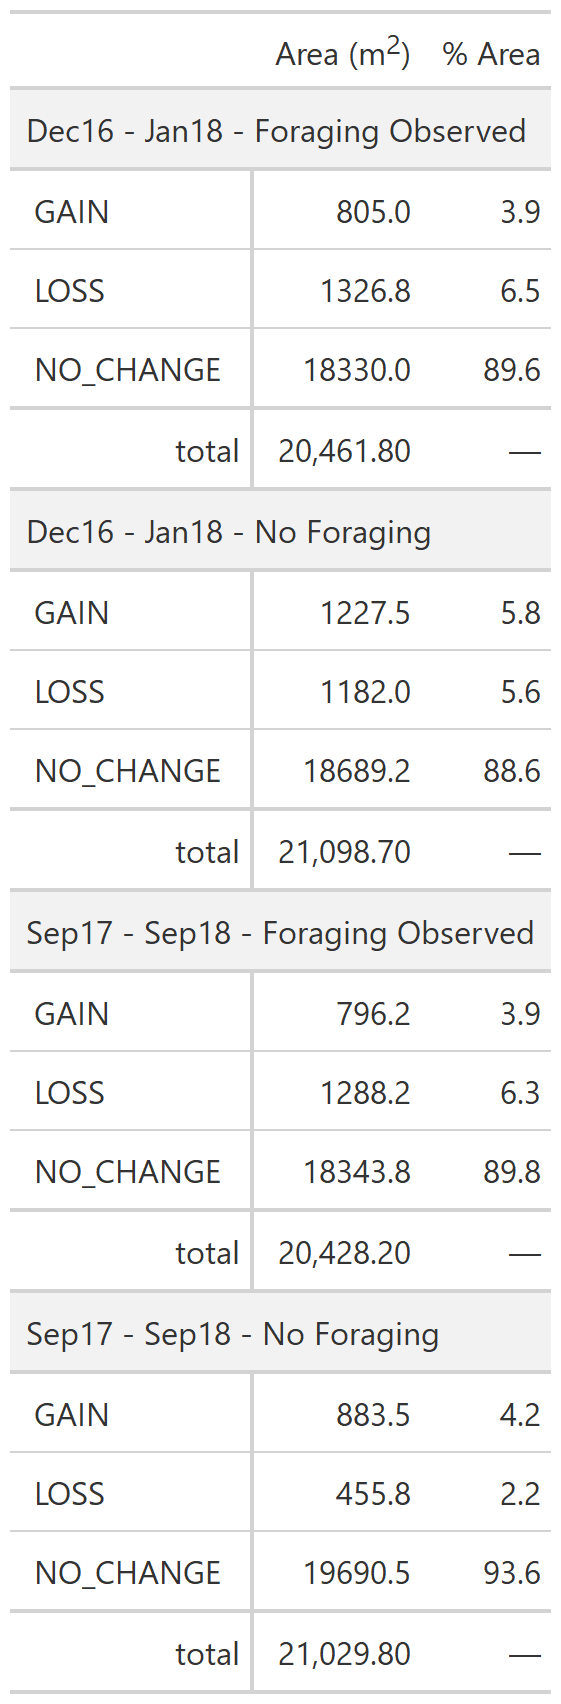 Area (m2) % Area
Dec16 - Jan18 - Foraging Observed
GAIN 805.0 3.9
LOSS 1326.8 6.5
NO_CHANGE 18330.0 89.6
total 20,461.80 —
Dec16 - Jan18 - No Foraging
GAIN 1227.5 5.8
LOSS 1182.0 5.6
NO_CHANGE 18689.2 88.6
total 21,098.70 —
Sep17 - Sep18 - Foraging Observed
GAIN 796.2 3.9
LOSS 1288.2 6.3
NO_CHANGE 18343.8 89.8
total 20,428.20 —
Sep17 - Sep18 - No Foraging
GAIN 883.5 4.2
LOSS 455.8 2.2
NO_CHANGE 19690.5 93.6
total 21,029.80 —